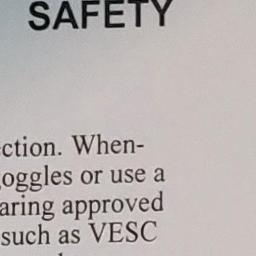 SAFETY
ction. When-
oggles or use a
aring approved
such as VESC